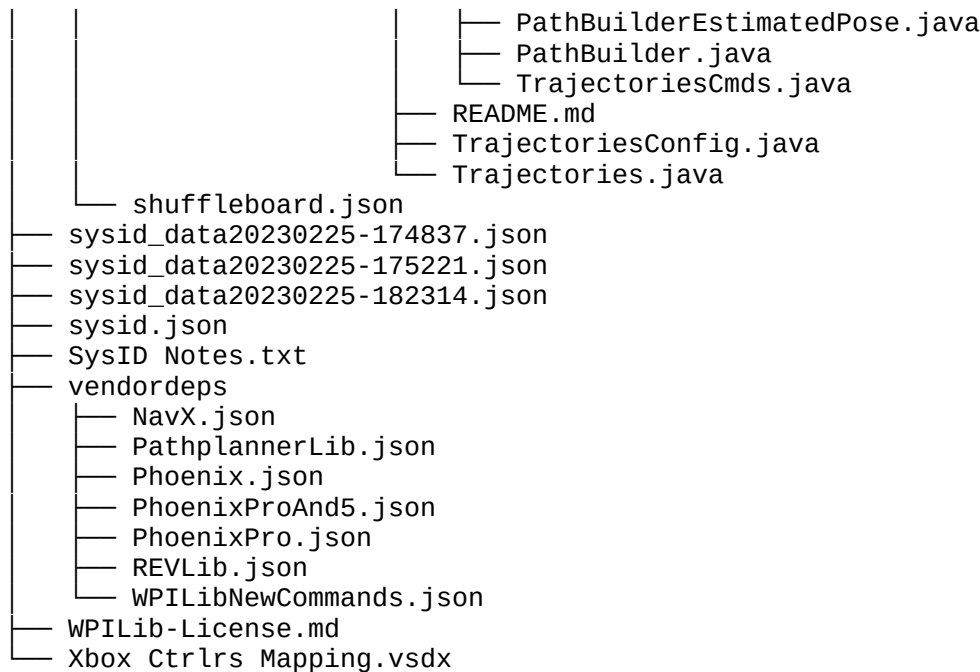 │   │                   │   ├── PathBuilderEstimatedPose.java
│   │                   │   ├── PathBuilder.java
│   │                   │   └── TrajectoriesCmds.java
│   │                   ├── README.md
│   │                   ├── TrajectoriesConfig.java
│   │                   └── Trajectories.java
│   └── shuffleboard.json
├── sysid_data20230225-174837.json
├── sysid_data20230225-175221.json
├── sysid_data20230225-182314.json
├── sysid.json
├── SysID Notes.txt
├── vendordeps
│   ├── NavX.json
│   ├── PathplannerLib.json
│   ├── Phoenix.json
│   ├── PhoenixProAnd5.json
│   ├── PhoenixPro.json
│   ├── REVLib.json
│   └── WPILibNewCommands.json
├── WPILib-License.md
└── Xbox Ctrlrs Mapping.vsdx